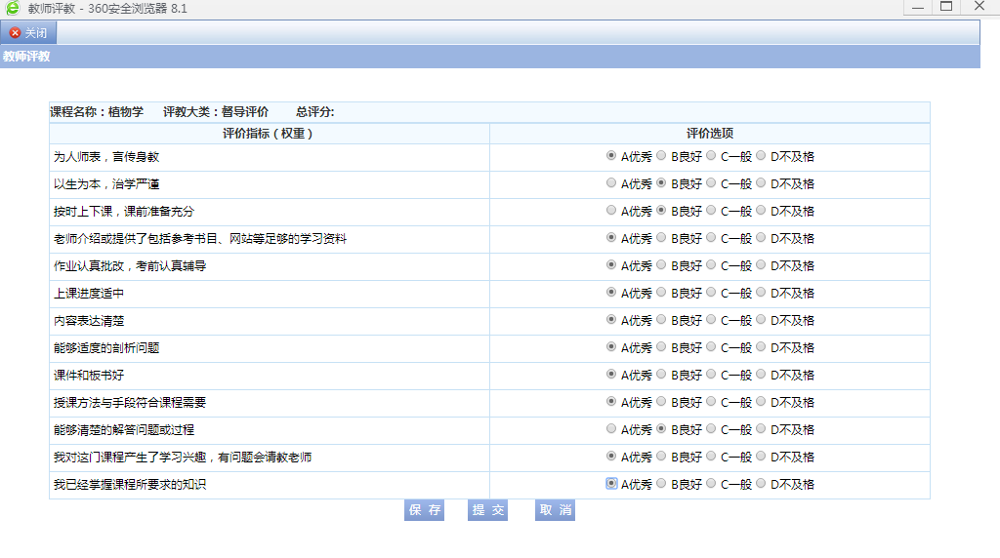 教师评教 - 360安全浏览器 8.1
关闭
教师评教
课程名称：植物学 评教大类：督导评价 总评分:
评价指标（权重） 评价选项
为人师表，言传身教 A优秀 B良好 C一般 D不及格
以生为本，治学严谨 A优秀 B良好 C一般 D不及格
按时上下课，课前准备充分 A优秀 B良好 C一般 D不及格
老师介绍或提供了包括参考书目、网站等足够的学习资料 A优秀 B良好 C一般 D不及格
作业认真批改，考前认真辅导 A优秀 B良好 C一般 D不及格
上课进度适中 A优秀 B良好 C一般 D不及格
内容表达清楚 A优秀 B良好 C一般 D不及格
能够适度的剖析问题 A优秀 B良好 C一般 D不及格
课件和板书好 A优秀 B良好 C一般 D不及格
授课方法与手段符合课程需要 A优秀 B良好 C一般 D不及格
能够清楚的解答问题或过程 A优秀 B良好 C一般 D不及格
我对这门课程产生了学习兴趣，有问题会请教老师 A优秀 B良好 C一般 D不及格
我已经掌握课程所要求的知识 A优秀 B良好 C一般 D不及格
保 存 提 交 取 消